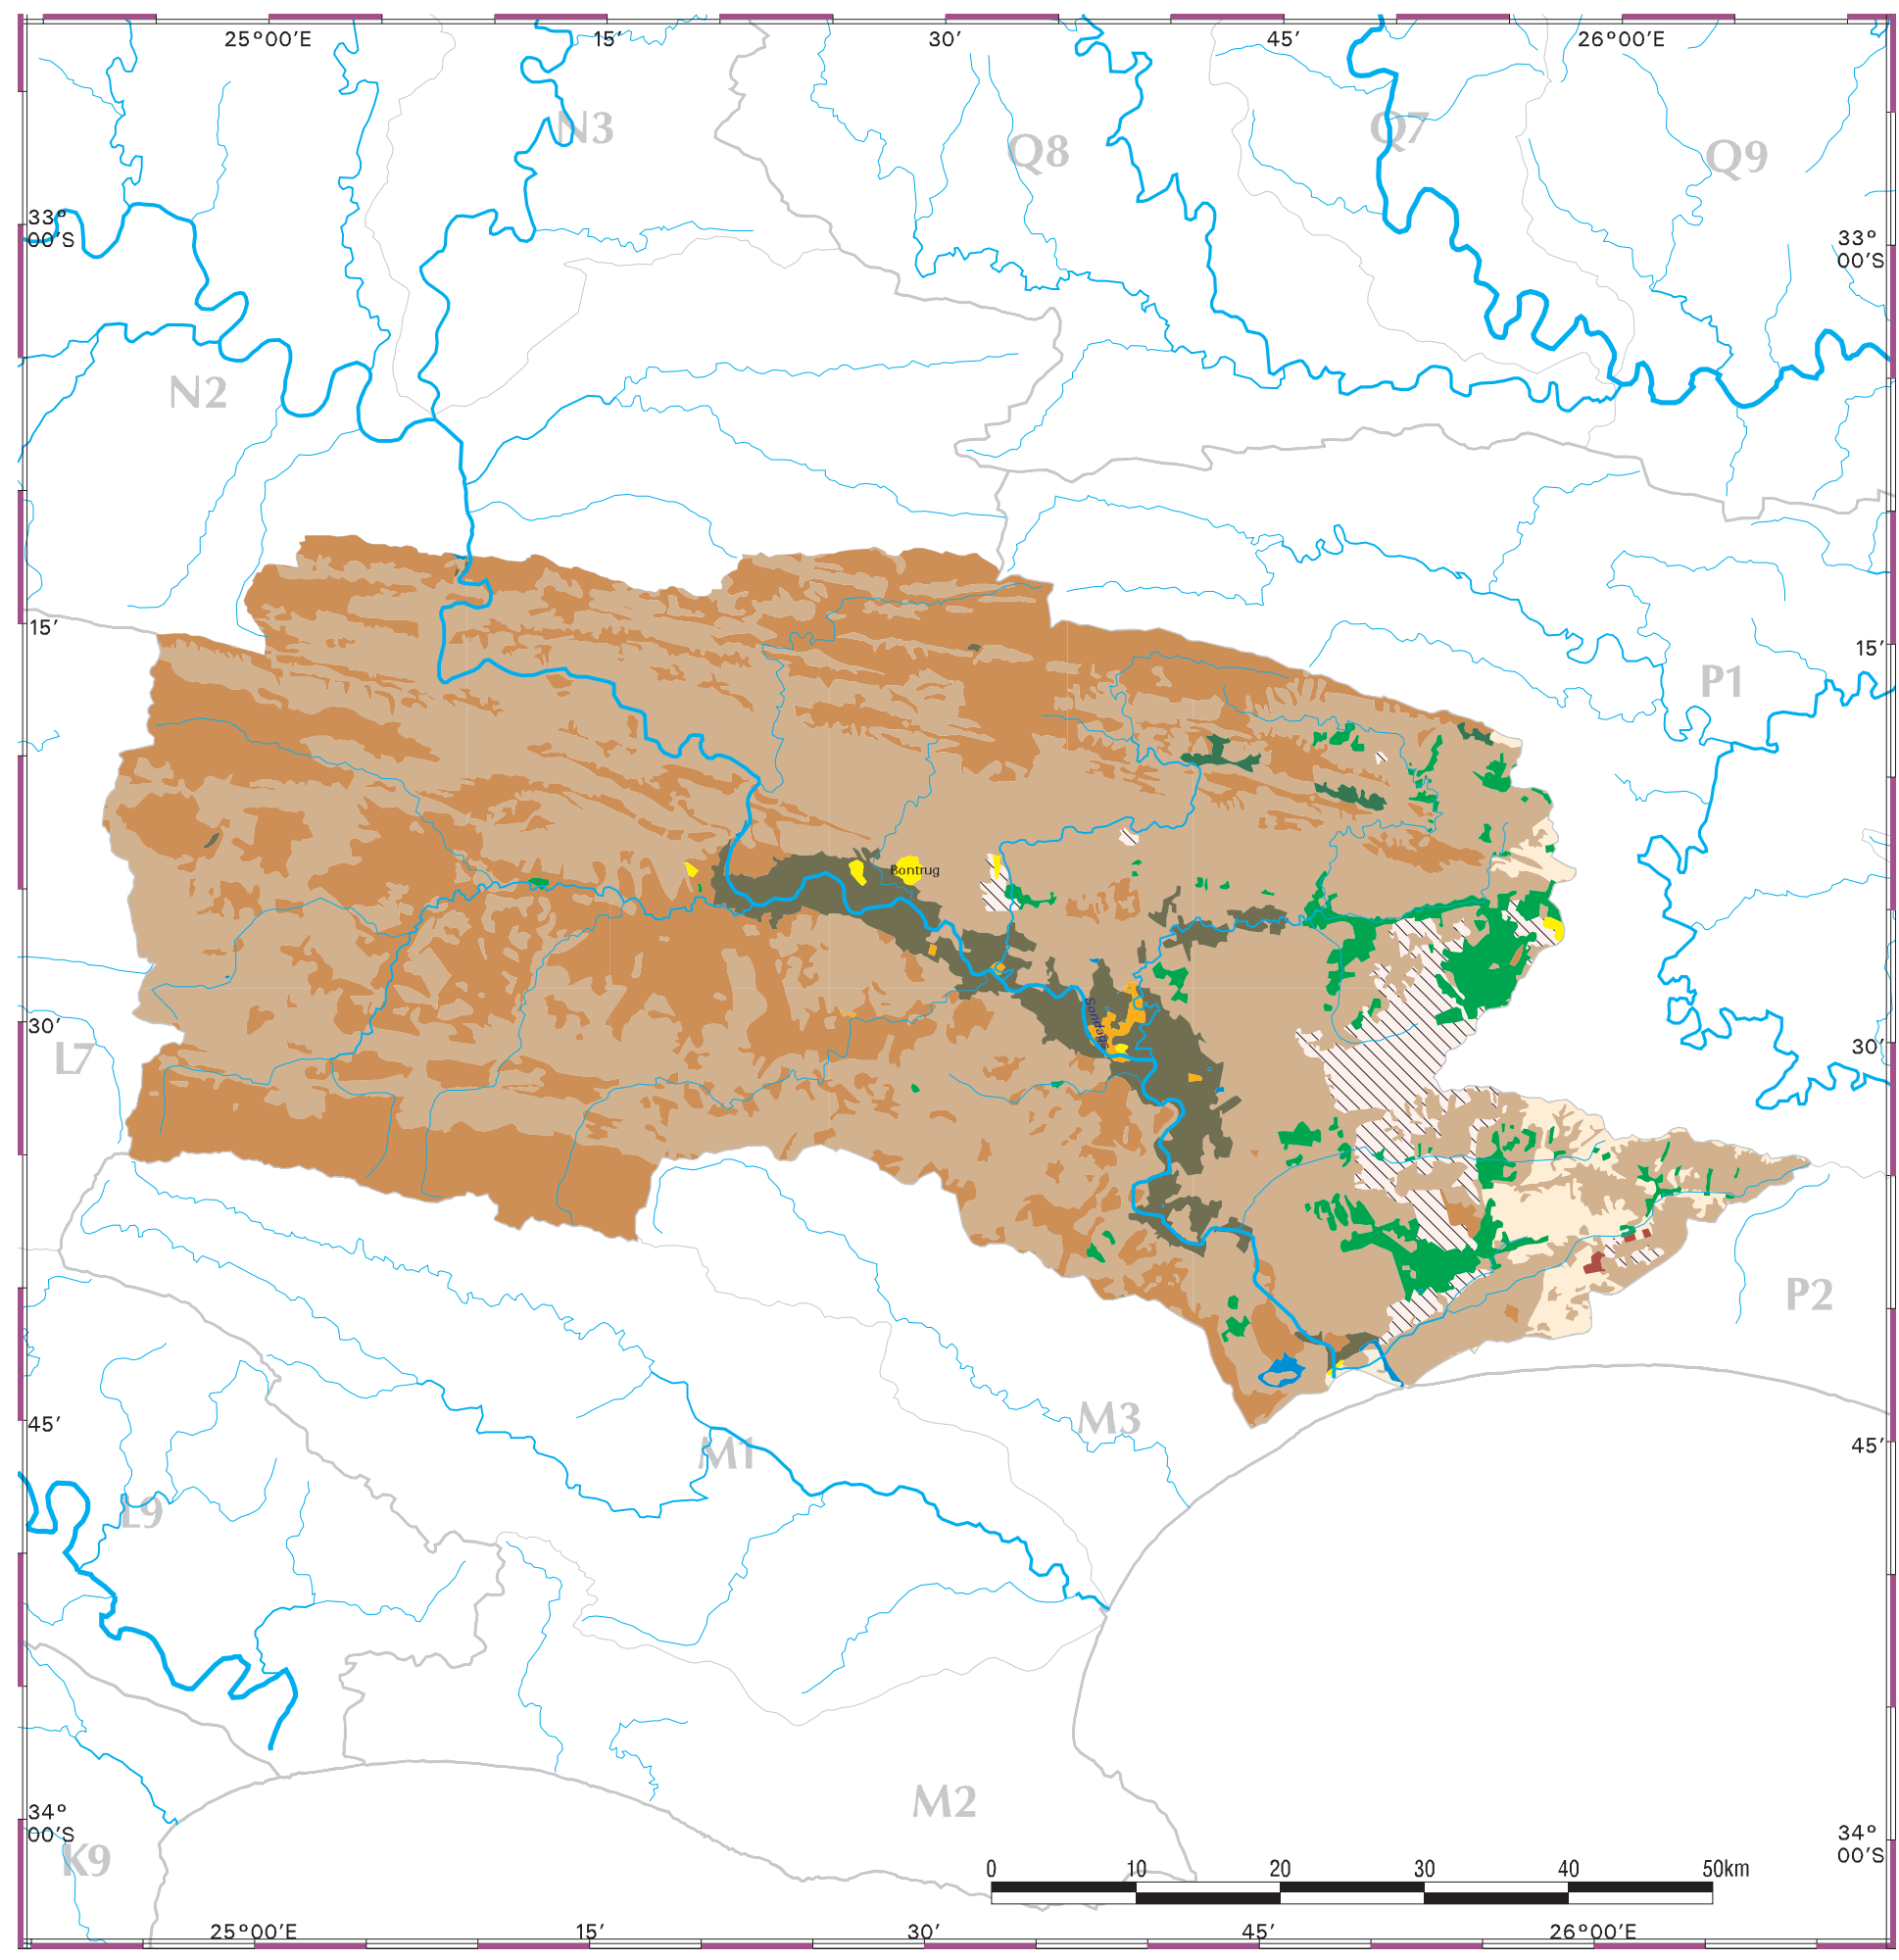 25°00′E
15′
30′
45′
26°00′E
N3
Q8
Q7
Q9
33°
00′S
33°
00′S
N2
15′
15′
P1
Bontrug
Sondags
30′
30′
L7
P2
M3
45′
45′
M1
L9
M2
34°
00′S
34°
00′S
K9
0 10 20 30 40 50km
25°00′E
15′
30′
45′
26°00′E